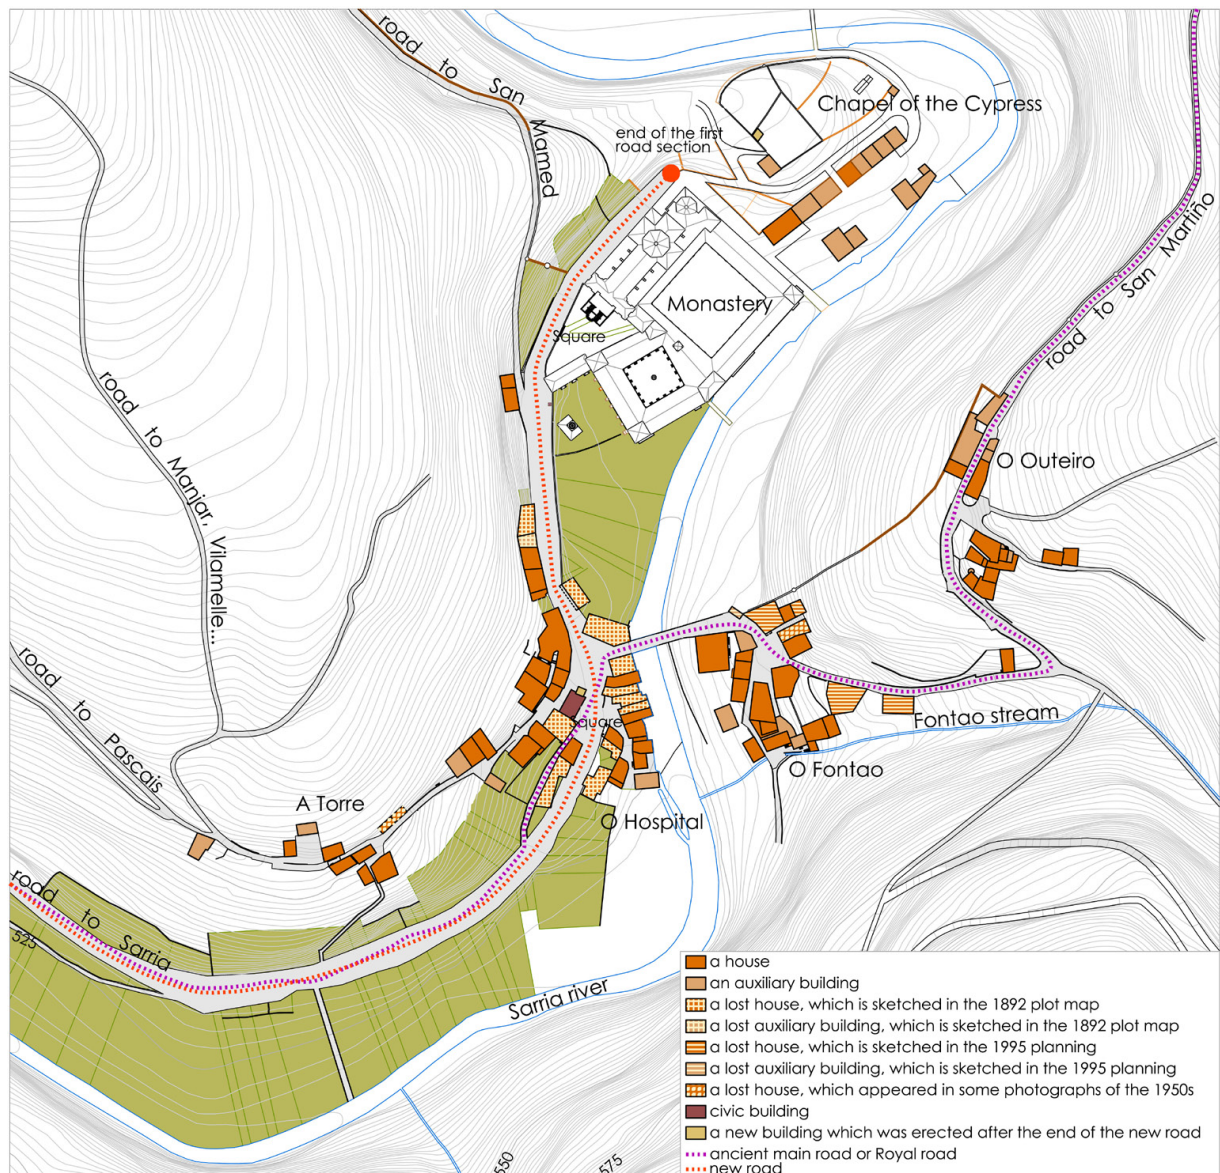 road to San Mamed
Chapel of the Cypress
end of the first
road section
road to San Martiño
Monastery
Square
road to Manjar, Vilamelle...
O Outeiro
road to Pascais
Square
Fontao stream
O Fontao
A Torre
O Hospital
road to Sarria
525
Sarria river
550
575
a house
an auxiliary building
a lost house, which is sketched in the 1892 plot map
a lost auxiliary building, which is sketched in the 1892 plot map
a lost house, which is sketched in the 1995 planning
a lost auxiliary building, which is sketched in the 1995 planning
a lost house, which appeared in some photographs of the 1950s
civic building
a new building which was erected after the end of the new road
ancient main road or Royal road
new road